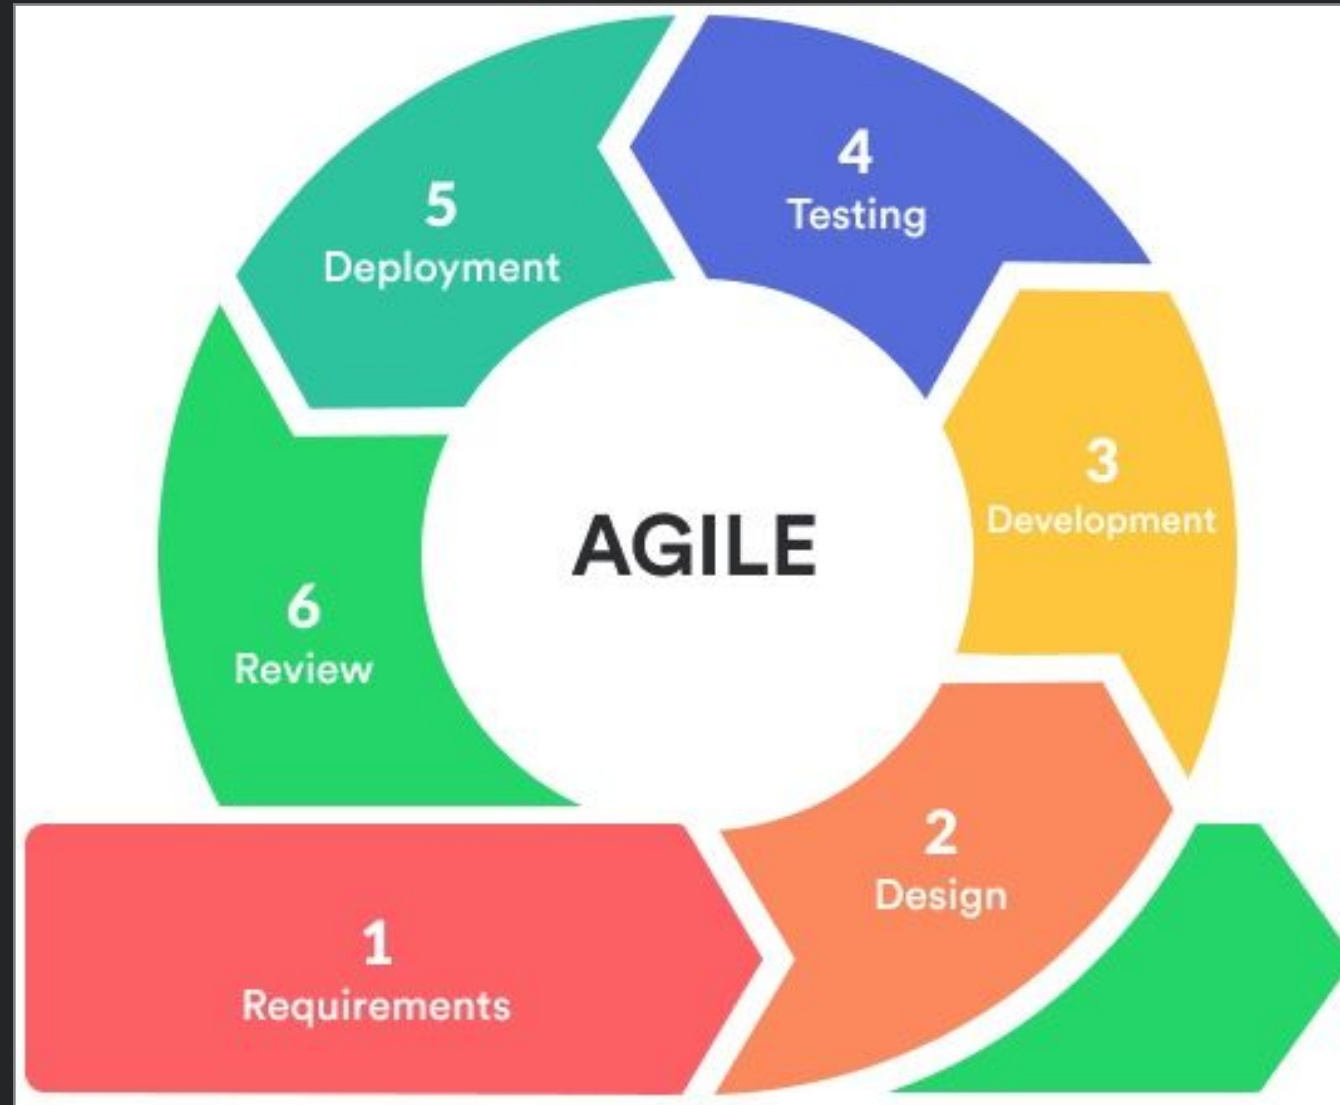 1
Requirements
2
Design
3
Development
4
Testing
5
Deployment
6
Review
AGILE